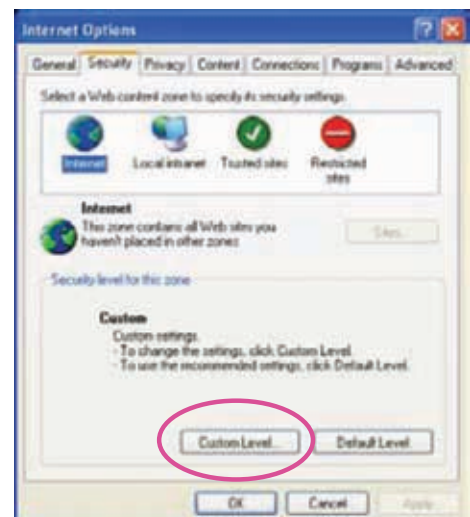 Internet Options
General Security Privacy Content Connections Programs Advanced
Select a Web content zone to specify its security settings.
Internet Local intranet Trusted sites Restricted
sites
Internet
This zone contains all Web sites you
haven't placed in other zones
Sites...
Security level for this zone
Custom
Custom settings.
- To change the settings, click Custom Level.
- To use the recommended settings, click Default Level.
Custom Level... Default Level
OK Cancel Apply